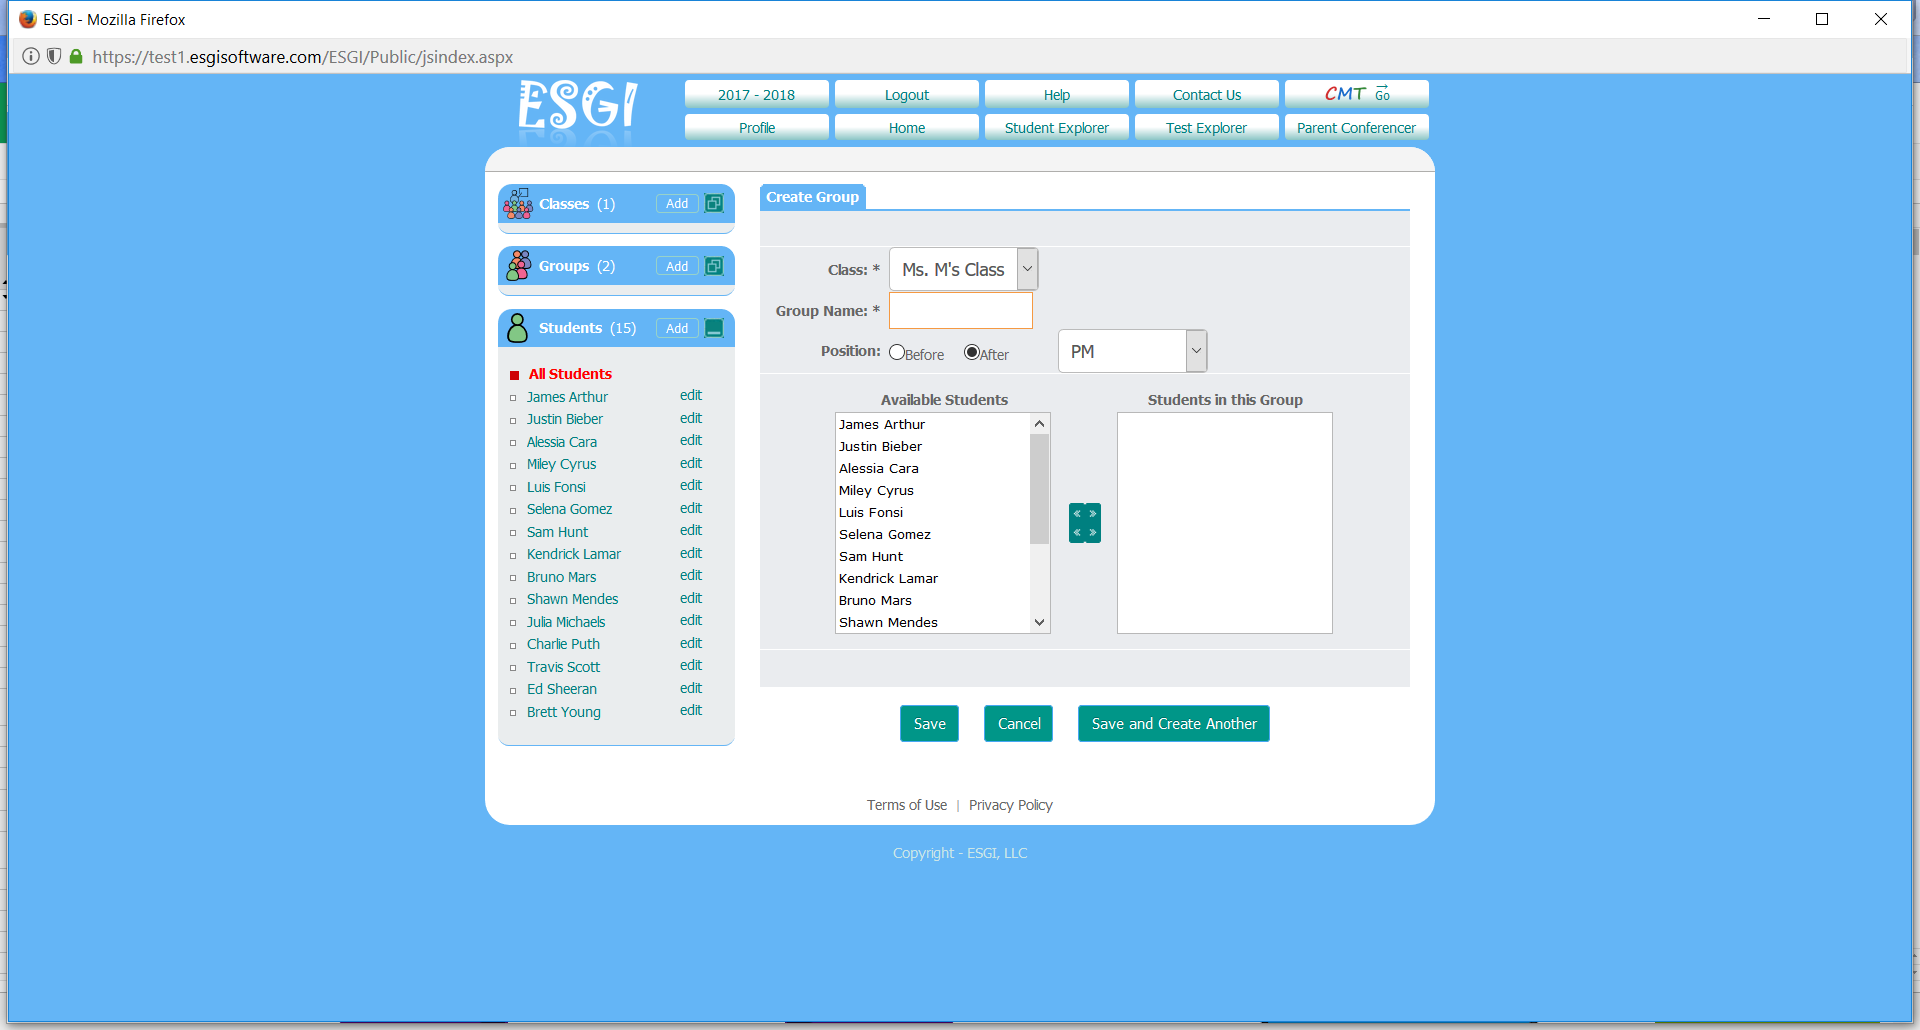 ESGI - Mozilla Firefox
https://test1.esgisoftware.com/ESGI/Public/jsindex.aspx
ESGI
2017 - 2018
Logout
Help
Contact Us
CMT Go
Profile
Home
Student Explorer
Test Explorer
Parent Conferencer
Classes (1) Add
Groups (2) Add
Students (15) Add
All Students
James Arthur edit
Justin Bieber edit
Alessia Cara edit
Miley Cyrus edit
Luis Fonsi edit
Selena Gomez edit
Sam Hunt edit
Kendrick Lamar edit
Bruno Mars edit
Shawn Mendes edit
Julia Michaels edit
Charlie Puth edit
Travis Scott edit
Ed Sheeran edit
Brett Young edit
Create Group
Class: * Ms. M's Class
Group Name: *
Position: Before After PM
Available Students
James Arthur
Justin Bieber
Alessia Cara
Miley Cyrus
Luis Fonsi
Selena Gomez
Sam Hunt
Kendrick Lamar
Bruno Mars
Shawn Mendes
Students in this Group
Save
Cancel
Save and Create Another
Terms of Use | Privacy Policy
Copyright - ESGI, LLC